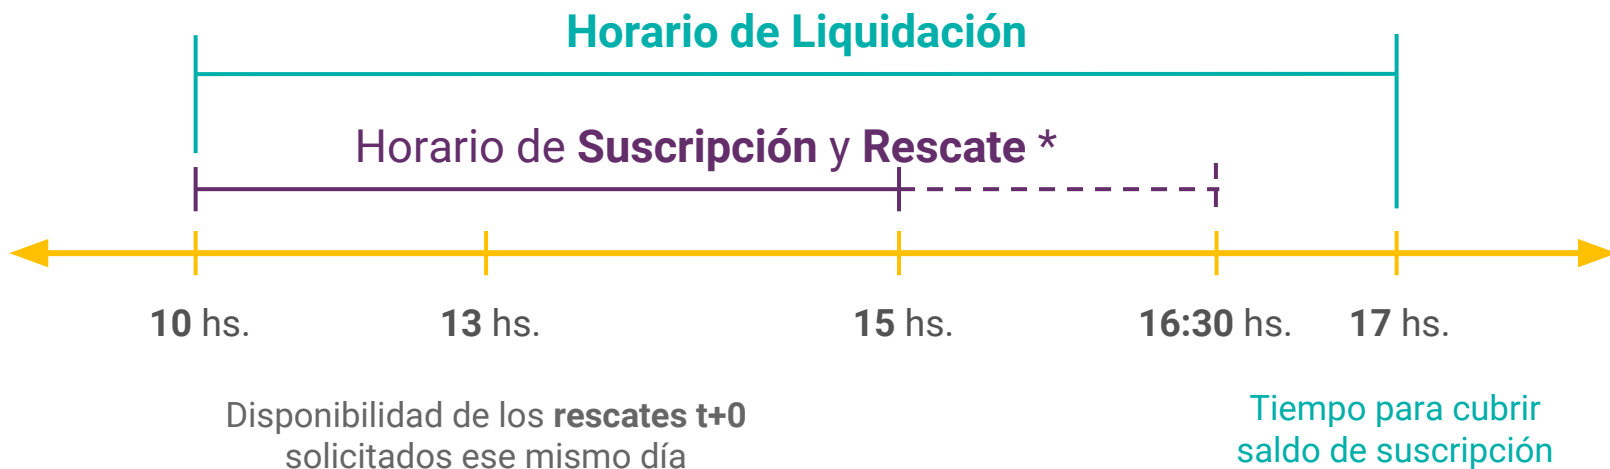 Horario de Liquidación
Horario de Suscripción y Rescate *
10 hs.
13 hs.
15 hs.
16:30 hs.
17 hs.
Disponibilidad de los rescates t+0
solicitados ese mismo día
Tiempo para cubrir
saldo de suscripción